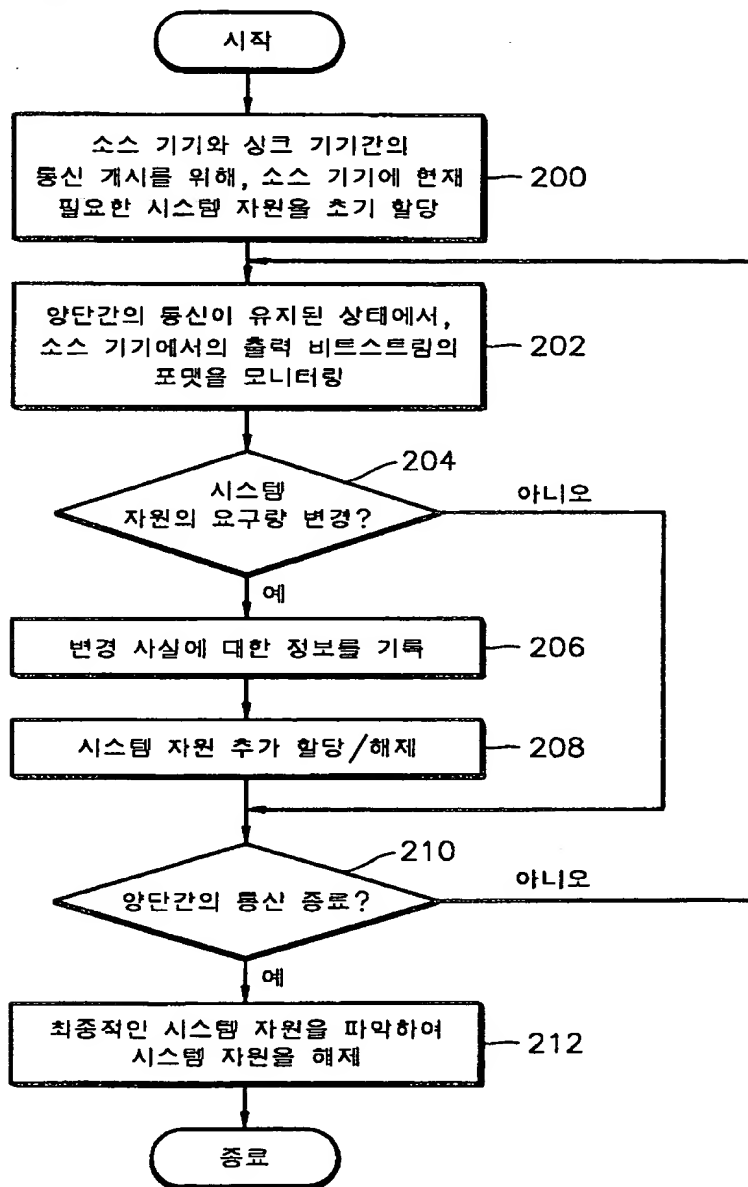 시작
소스 기기와 싱크 기기간의
통신 개시를 위해, 소스 기기에 현재
필요한 시스템 자원을 초기 할당
200
양단간의 통신이 유지된 상태에서,
소스 기기에서의 출력 비트스트림의
포맷을 모니터링
202
204
시스템
자원의 요구량 변경?
아니오
예
변경 사실에 대한 정보를 기록
206
시스템 자원 추가 할당/해제
208
210
양단간의 통신 종료?
아니오
예
최종적인 시스템 자원을 파악하여
시스템 자원을 해제
212
종료